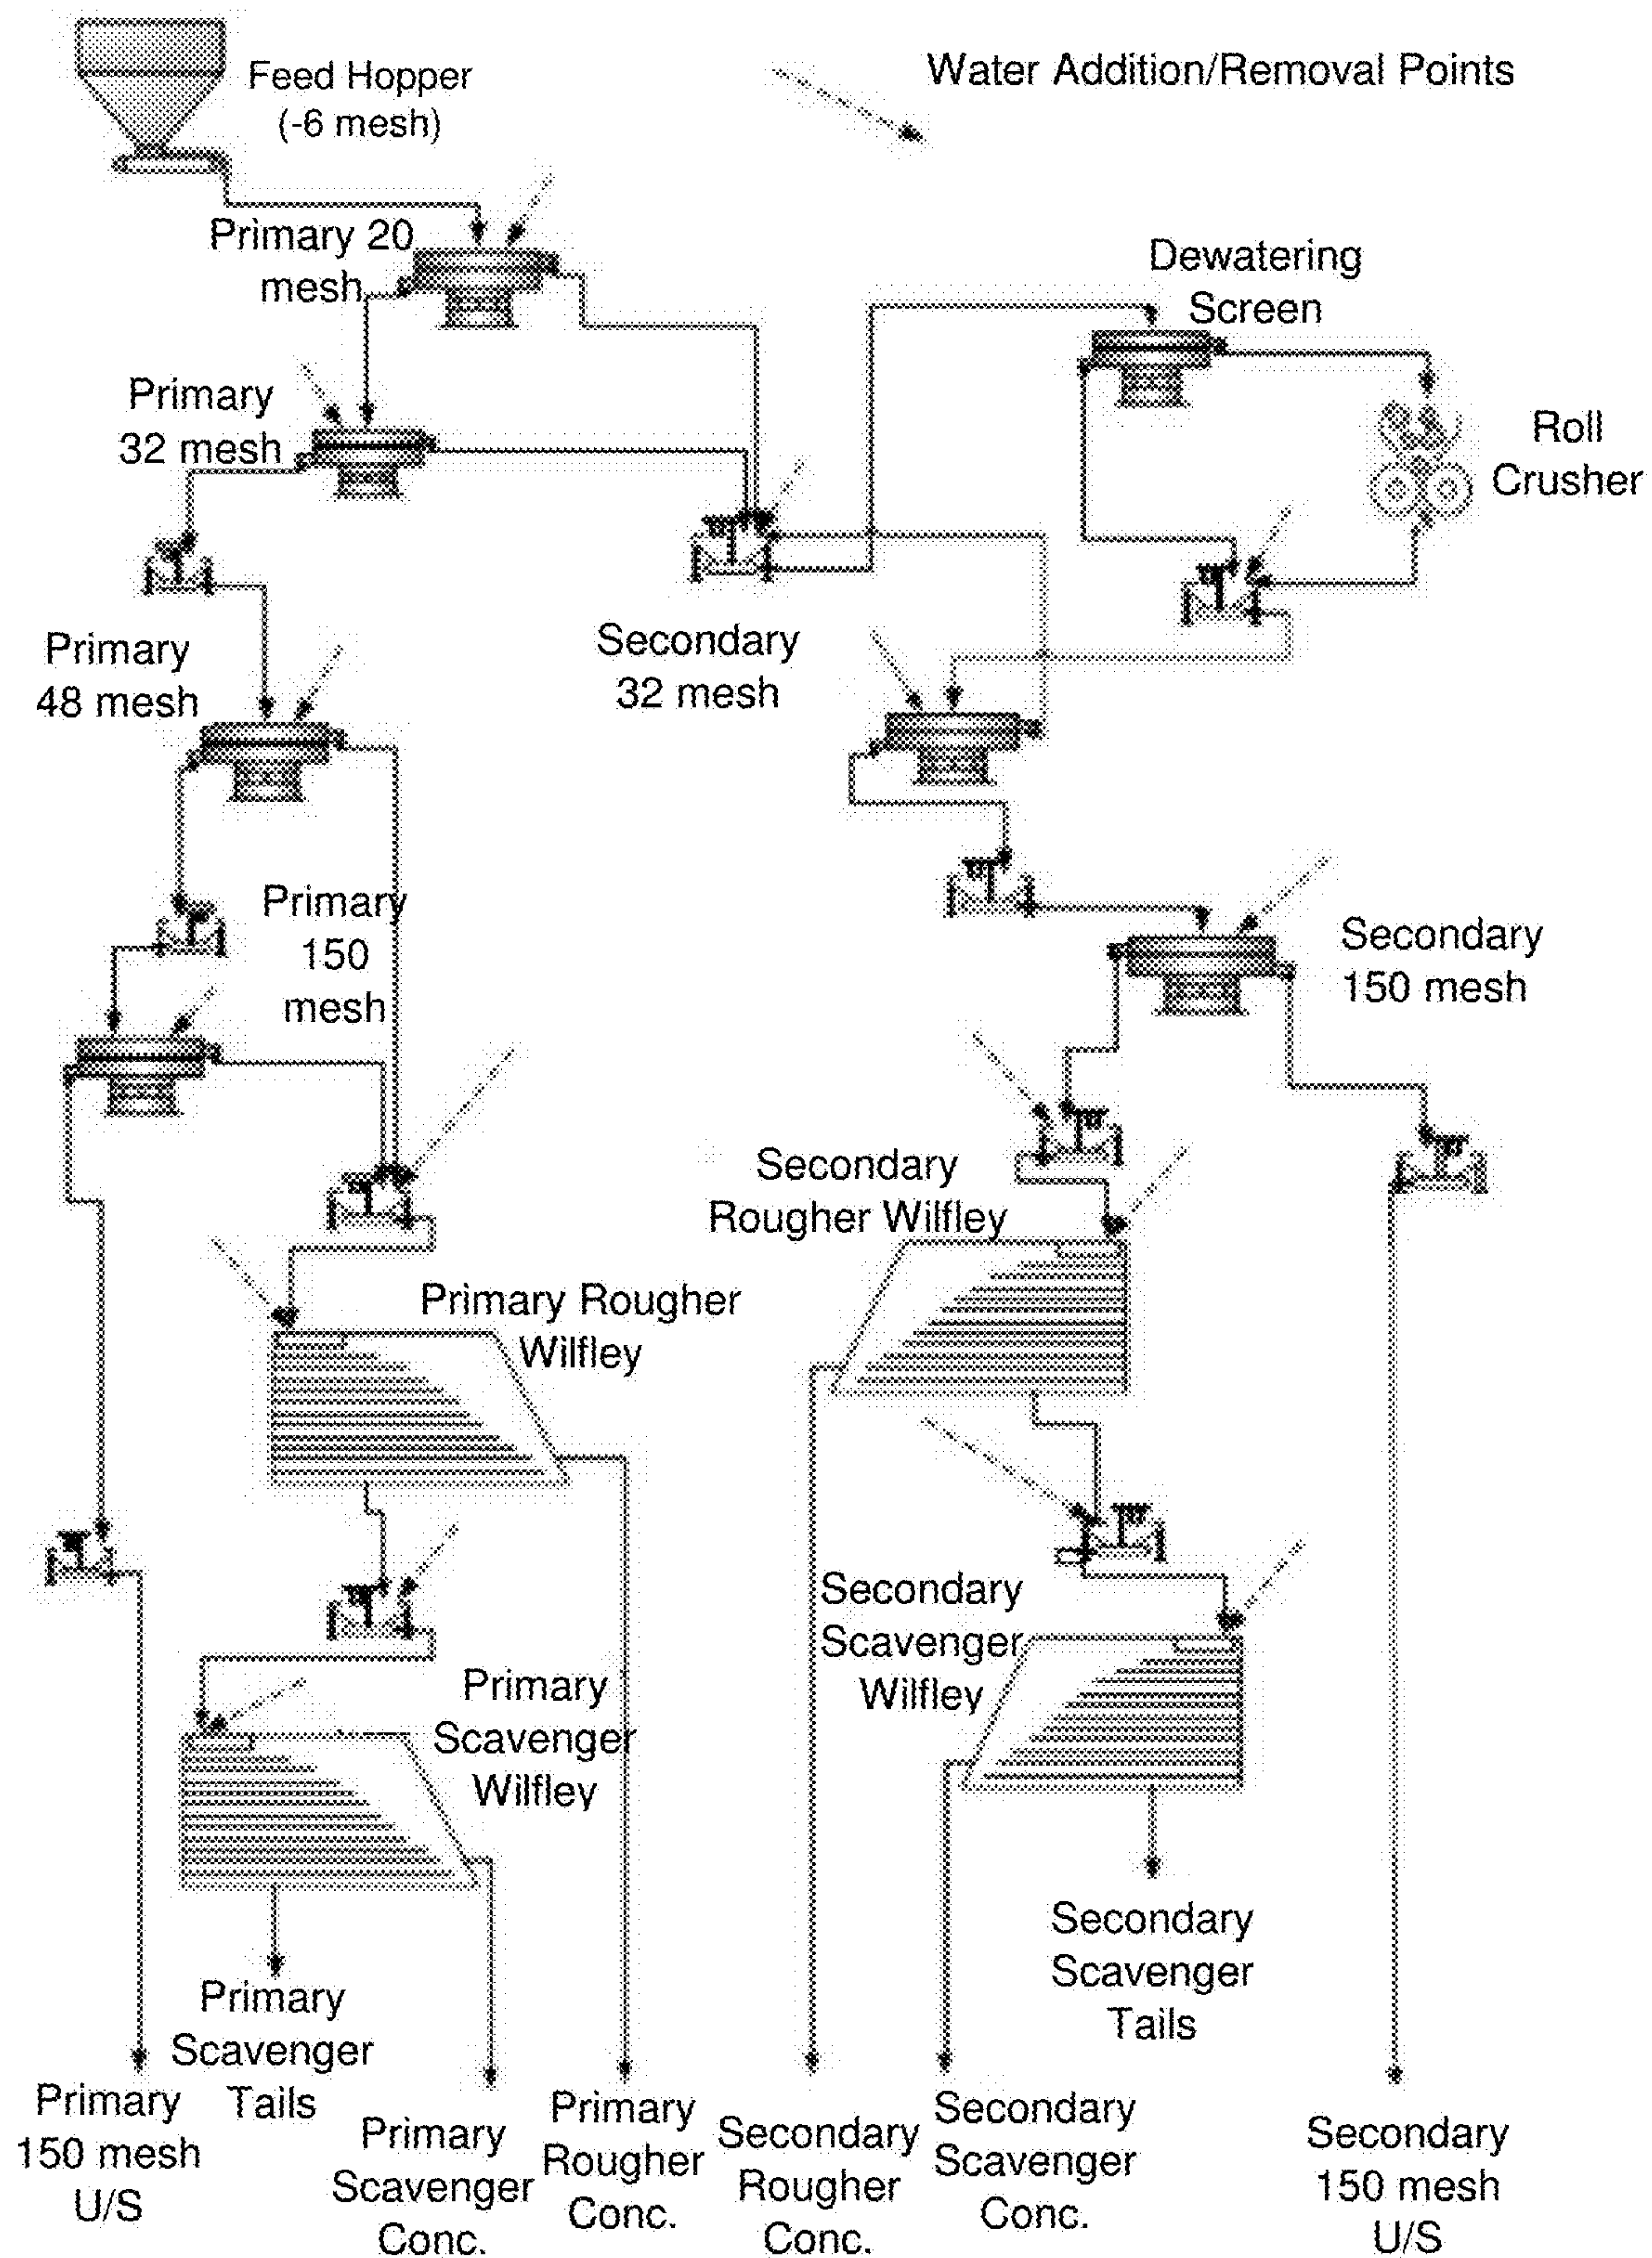 Feed Hopper
(-6 mesh)
Water Addition/Removal Points
Primary 20
mesh
Dewatering
Screen
Primary
32 mesh
Roll
Crusher
Primary
48 mesh
Secondary
32 mesh
Primary
150
mesh
Secondary
150 mesh
Secondary
Rougher Wilfley
Primary Rougher
Wilfley
Secondary
Scavenger
Wilfley
Primary
Scavenger
Wilfley
Secondary
Scavenger
Tails
Primary
Scavenger
Tails
Primary
150 mesh
U/S
Primary
Scavenger
Conc.
Primary
Rougher
Conc.
Secondary
Rougher
Conc.
Secondary
Scavenger
Conc.
Secondary
150 mesh
U/S